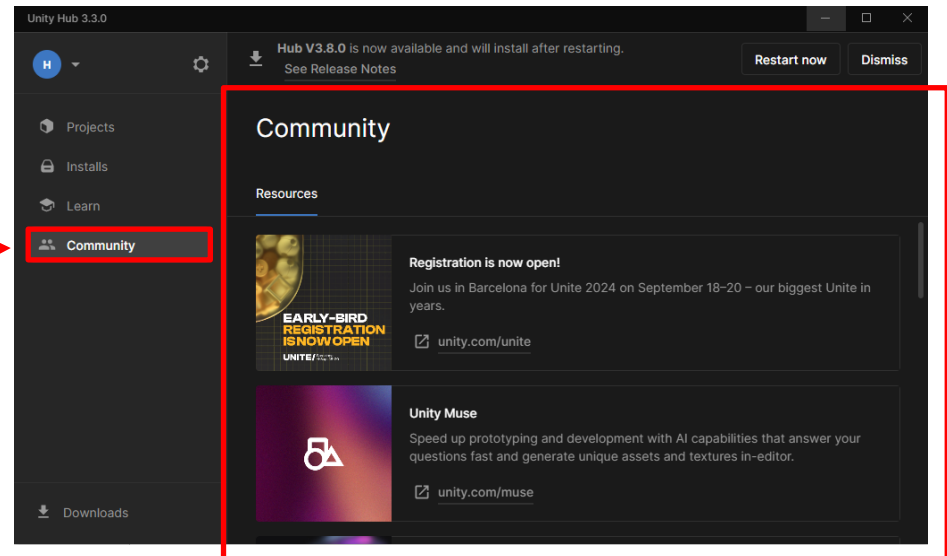 Unity Hub 3.3.0
H
Hub V3.8.0 is now available and will install after restarting.
See Release Notes
Restart now
Dismiss
Projects
Installs
Learn
Community
Downloads
Community
Resources
EARLY-BIRD
REGISTRATION
IS NOW OPEN
UNITE/
Registration is now open!
Join us in Barcelona for Unite 2024 on September 18–20 – our biggest Unite in
years.
unity.com/unite
Unity Muse
Speed up prototyping and development with AI capabilities that answer your
questions fast and generate unique assets and textures in-editor.
unity.com/muse